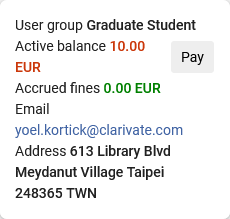 User group Graduate Student
Active balance 10.00
EUR
Pay
Accrued fines 0.00 EUR
Email
yoel.kortick@clarivate.com
Address 613 Library Blvd
Meydanut Village Taipei
248365 TWN